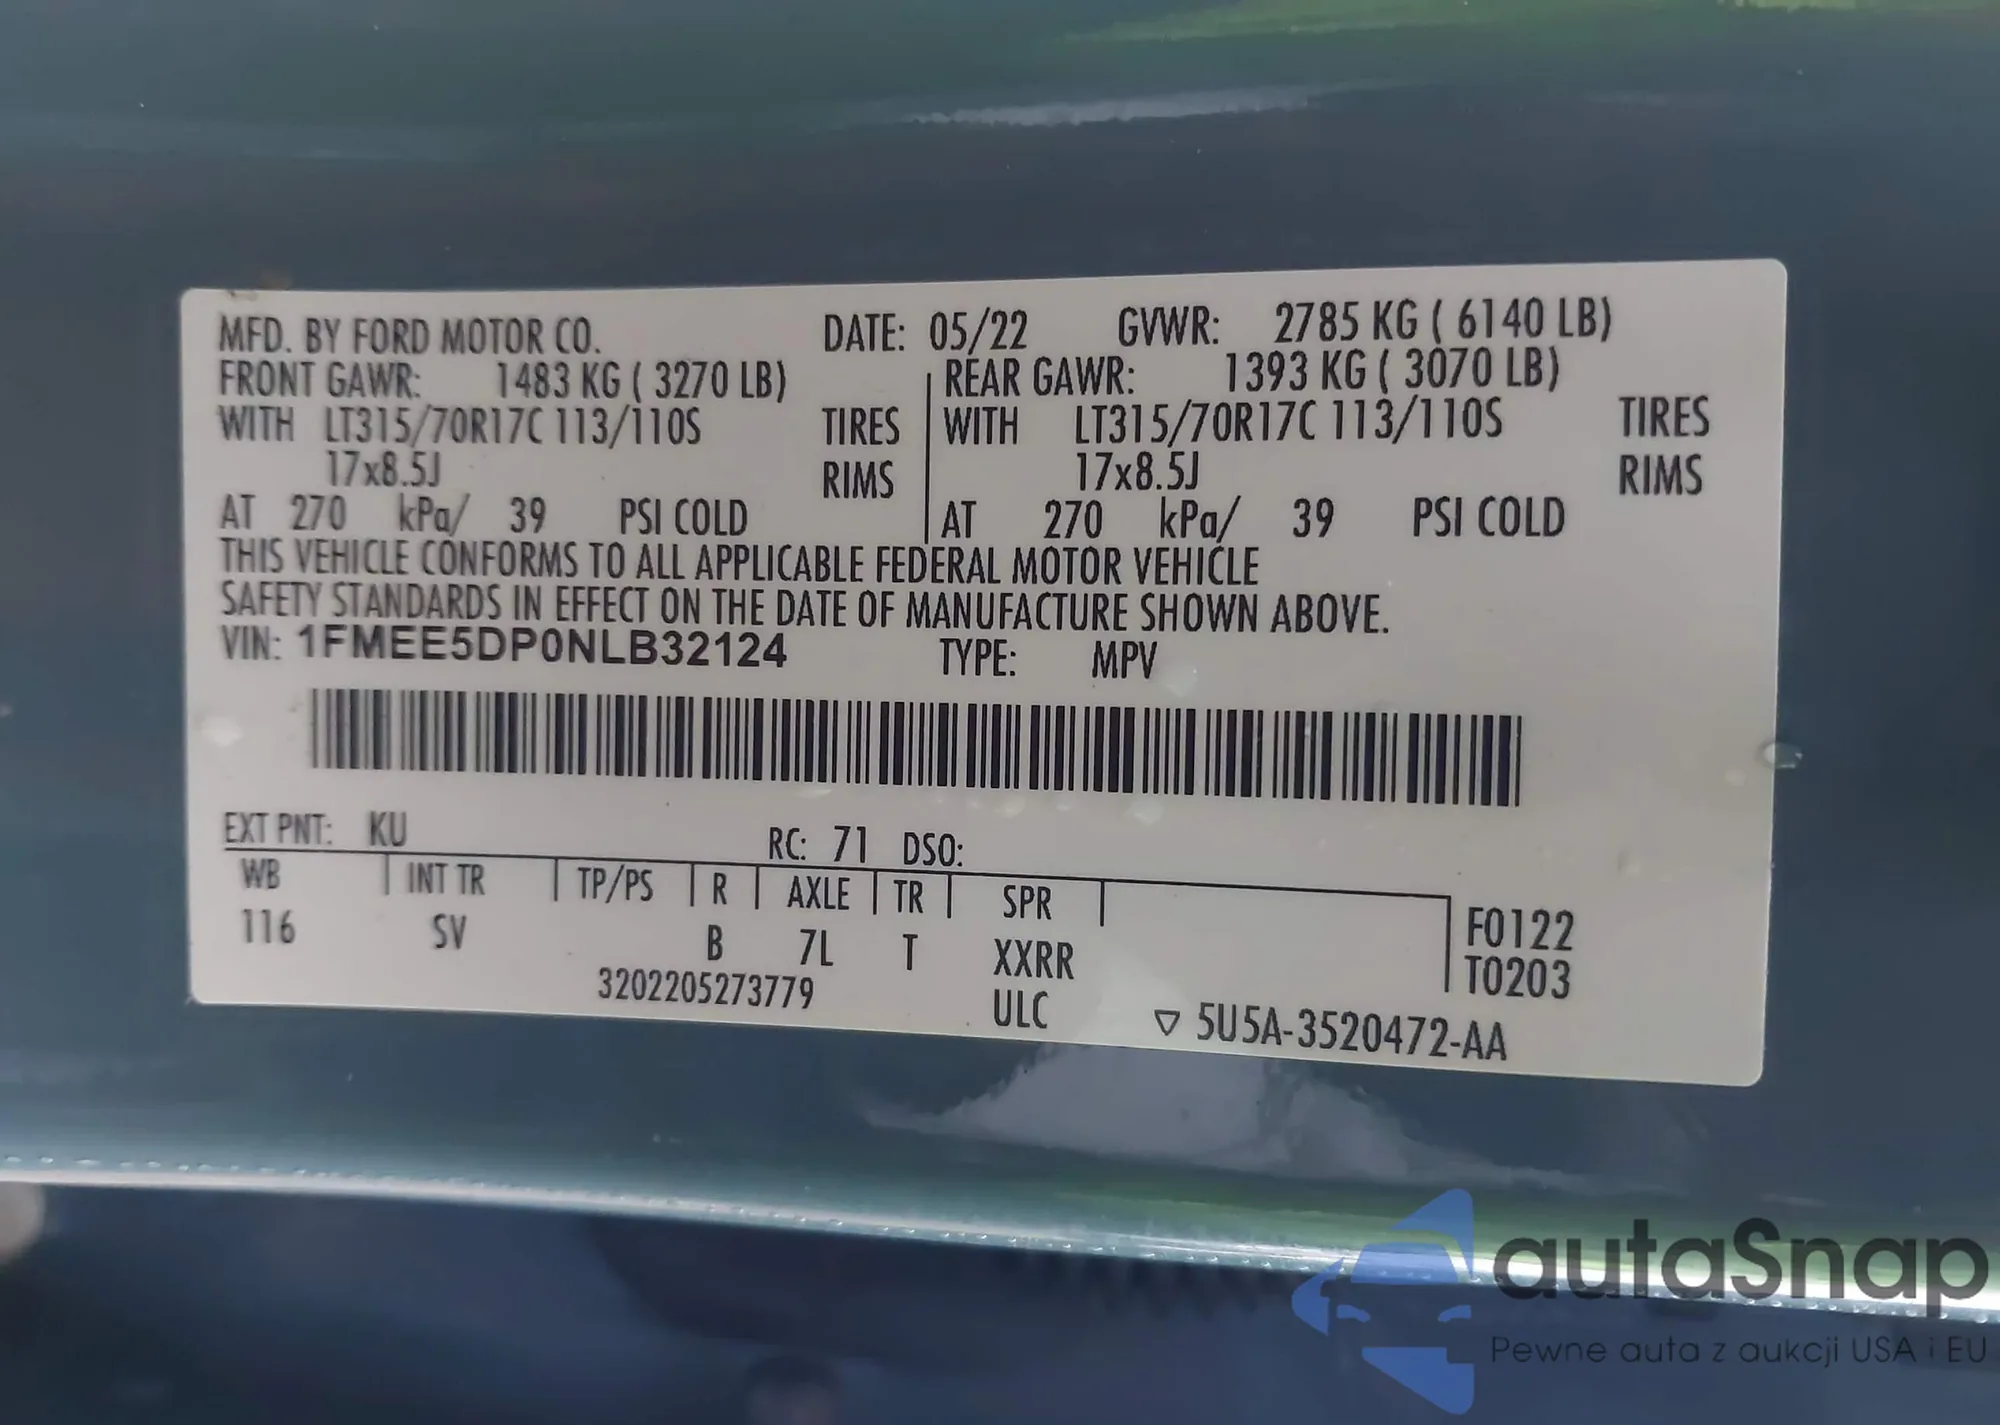 MFD. BY FORD MOTOR CO. DATE: 05/22 GVWR: 2785 KG ( 6140 LB)
FRONT GAWR: 1483 KG ( 3270 LB) REAR GAWR: 1393 KG ( 3070 LB)
WITH LT315/70R17C 113/110S TIRES WITH LT315/70R17C 113/110S TIRES
17x8.5J RIMS 17x8.5J RIMS
AT 270 kPa/ 39 PSI COLD AT 270 kPa/ 39 PSI COLD
THIS VEHICLE CONFORMS TO ALL APPLICABLE FEDERAL MOTOR VEHICLE
SAFETY STANDARDS IN EFFECT ON THE DATE OF MANUFACTURE SHOWN ABOVE.
VIN: 1FMEE5DP0NLB32124 TYPE: MPV
EXT PNT: KU RC: 71 DSO:
WB INT TR TP/PS R AXLE TR SPR
116 SV B 7L T XXRR
F0122
T0203
3202205273779 ULC ▽ 5U5A-3520472-AA
autaSnap
Pewne auta z aukcji USA i EU